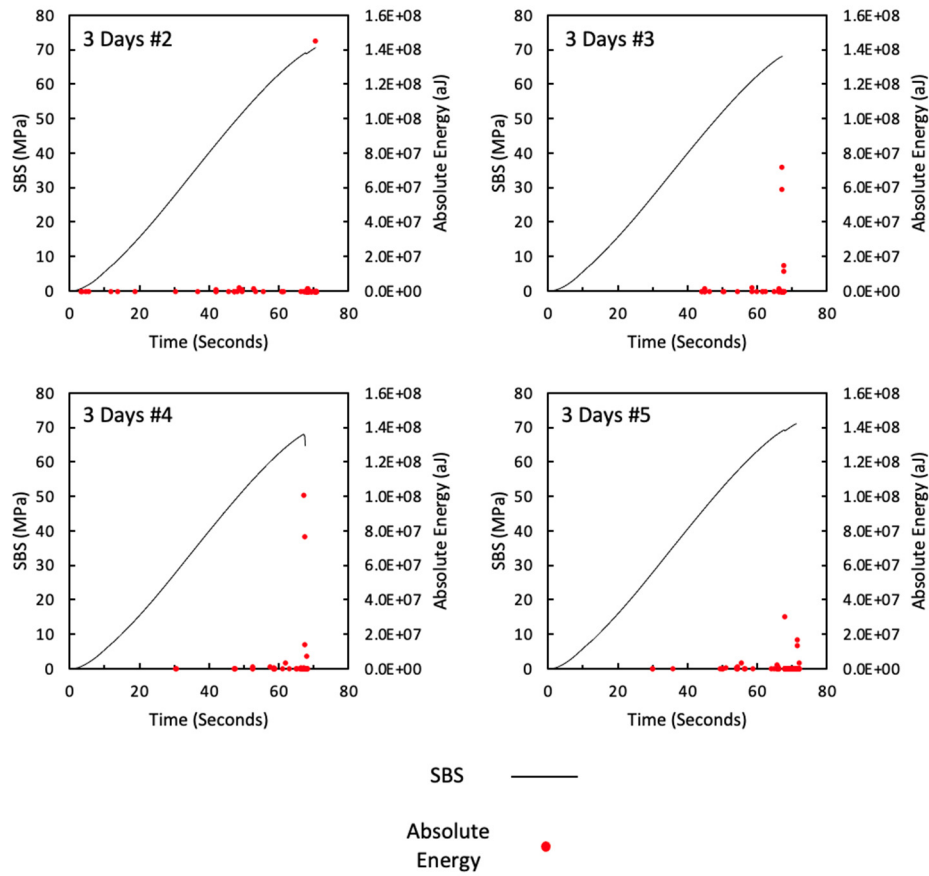 3 Days #2
SBS (MPa)
80
70
60
50
40
30
20
10
0
1.6E+08
1.4E+08
1.2E+08
1.0E+08
8.0E+07
6.0E+07
4.0E+07
2.0E+07
0.0E+00
Absolute Energy (aJ)
0 20 40 60 80
Time (Seconds)
3 Days #3
SBS (MPa)
80
70
60
50
40
30
20
10
0
1.6E+08
1.4E+08
1.2E+08
1.0E+08
8.0E+07
6.0E+07
4.0E+07
2.0E+07
0.0E+00
Absolute Energy (aJ)
0 20 40 60 80
Time (Seconds)
3 Days #4
SBS (MPa)
80
70
60
50
40
30
20
10
0
1.6E+08
1.4E+08
1.2E+08
1.0E+08
8.0E+07
6.0E+07
4.0E+07
2.0E+07
0.0E+00
Absolute Energy (aJ)
0 20 40 60 80
Time (Seconds)
3 Days #5
SBS (MPa)
80
70
60
50
40
30
20
10
0
1.6E+08
1.4E+08
1.2E+08
1.0E+08
8.0E+07
6.0E+07
4.0E+07
2.0E+07
0.0E+00
Absolute Energy (aJ)
0 20 40 60 80
Time (Seconds)
SBS
Absolute
Energy